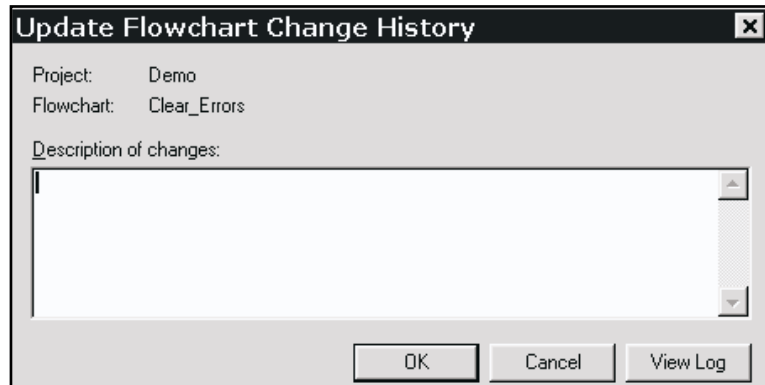 Update Flowchart Change History
Project: Demo
Flowchart: Clear_Errors
Description of changes:
OK Cancel View Log